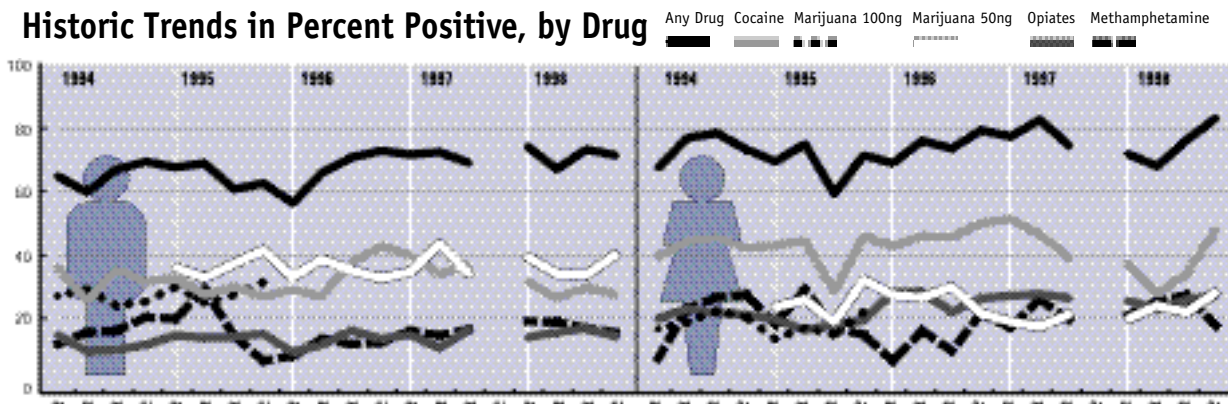 Historic Trends in Percent Positive, by Drug
Any Drug Cocaine Marijuana 100ng Marijuana 50ng Opiates Methamphetamine
100
80
60
40
20
0
1994 1995 1996 1997 1998
1994 1995 1996 1997 1998